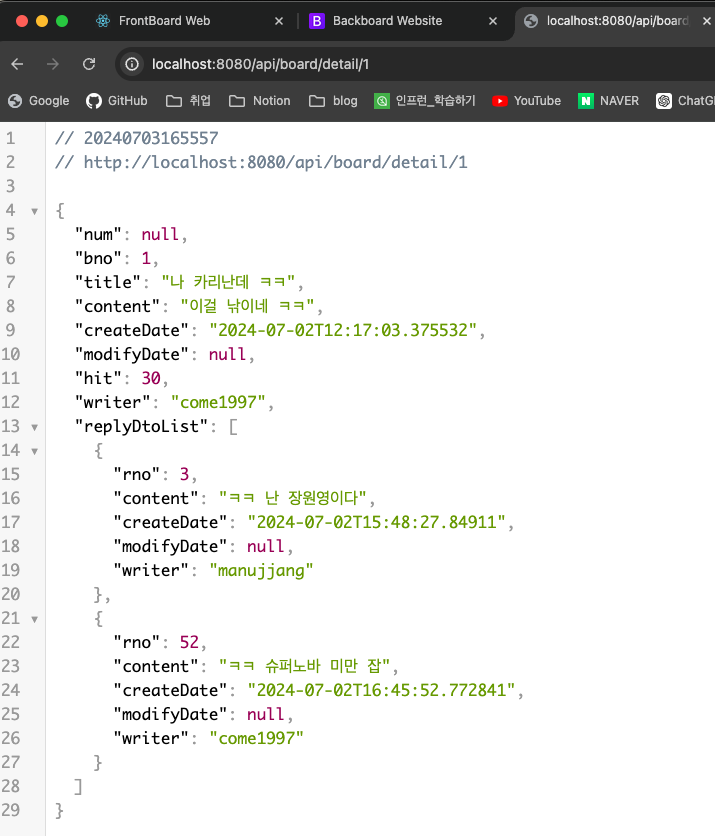 FrontBoard Web
Backboard Website
localhost:8080/api/board
localhost:8080/api/board/detail/1
Google GitHub 취업 Notion blog 인프런_학습하기 YouTube NAVER ChatG
1 // 20240703165557
2 // http://localhost:8080/api/board/detail/1
3
4 {
5 "num": null,
6 "bno": 1,
7 "title": "나 카리난데 ㅋㅋ",
8 "content": "이걸 낚이네 ㅋㅋ",
9 "createDate": "2024-07-02T12:17:03.375532",
10 "modifyDate": null,
11 "hit": 30,
12 "writer": "come1997",
13 "replyDtoList": [
14 {
15 "rno": 3,
16 "content": "ㅋㅋ 난 장원영이다",
17 "createDate": "2024-07-02T15:48:27.84911",
18 "modifyDate": null,
19 "writer": "manujjang"
20 },
21 {
22 "rno": 52,
23 "content": "ㅋㅋ 슈퍼노바 미만 잡",
24 "createDate": "2024-07-02T16:45:52.772841",
25 "modifyDate": null,
26 "writer": "come1997"
27 }
28 ]
29 }